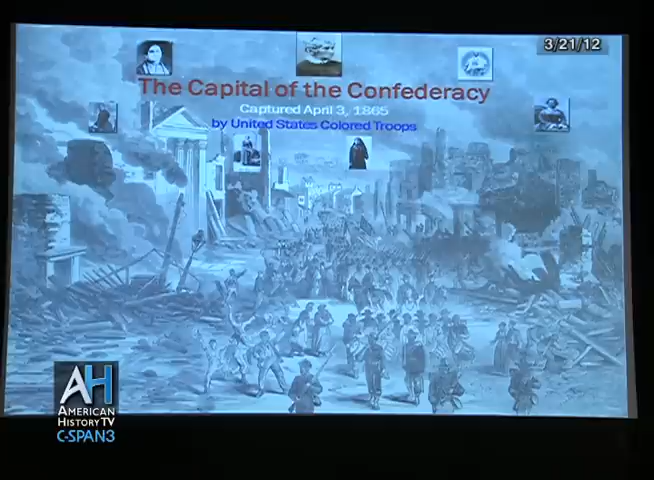 3/21/12
The Capital of the Confederacy
Captured April 3, 1865
by United States Colored Troops
AH
AMERICAN
HISTORY TV
C-SPAN3